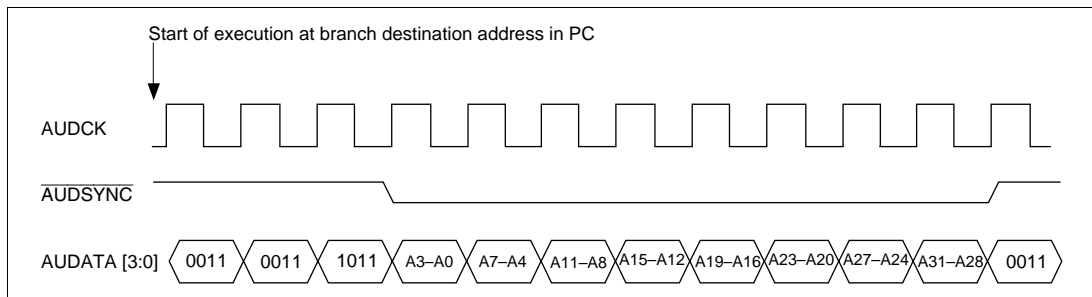 Start of execution at branch destination address in PC
AUDCK
AUDSYNC
AUDATA [3:0] 0011 0011 1011 A3–A0 A7–A4 A11–A8 A15–A12 A19–A16 A23–A20 A27–A24 A31–A28 0011